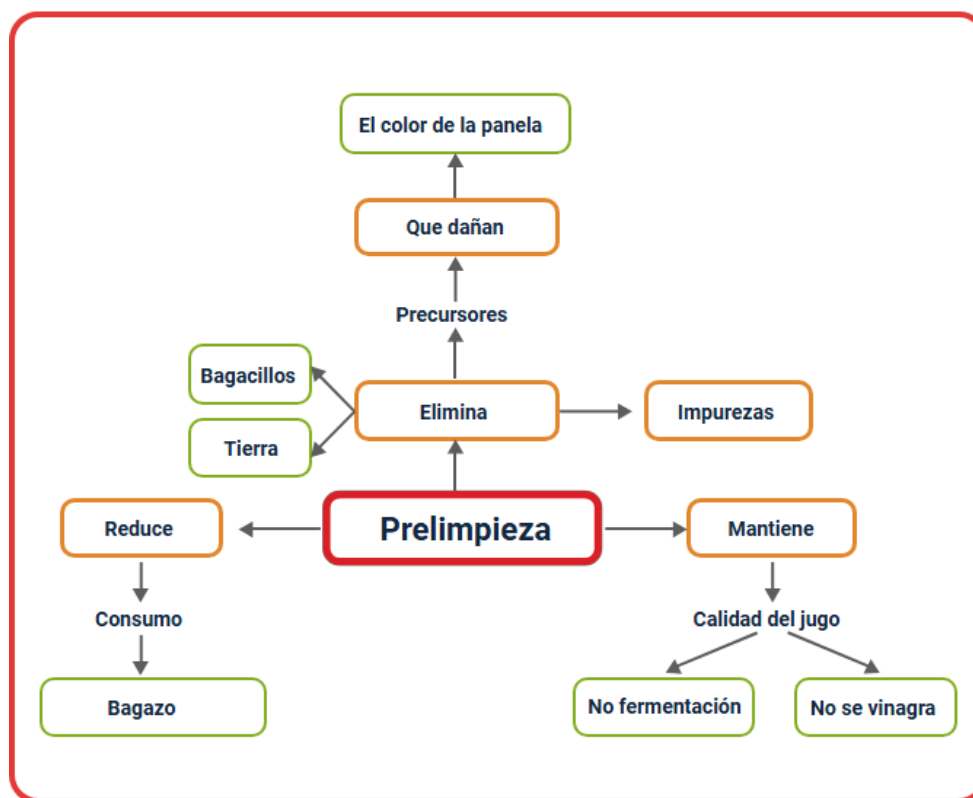 El color de la panela
Que dañan
Precursores
Bagacillos
Elimina
Impurezas
Tierra
Reduce
Prelimpieza
Mantiene
Consumo
Calidad del jugo
Bagazo
No fermentación
No se vinagra